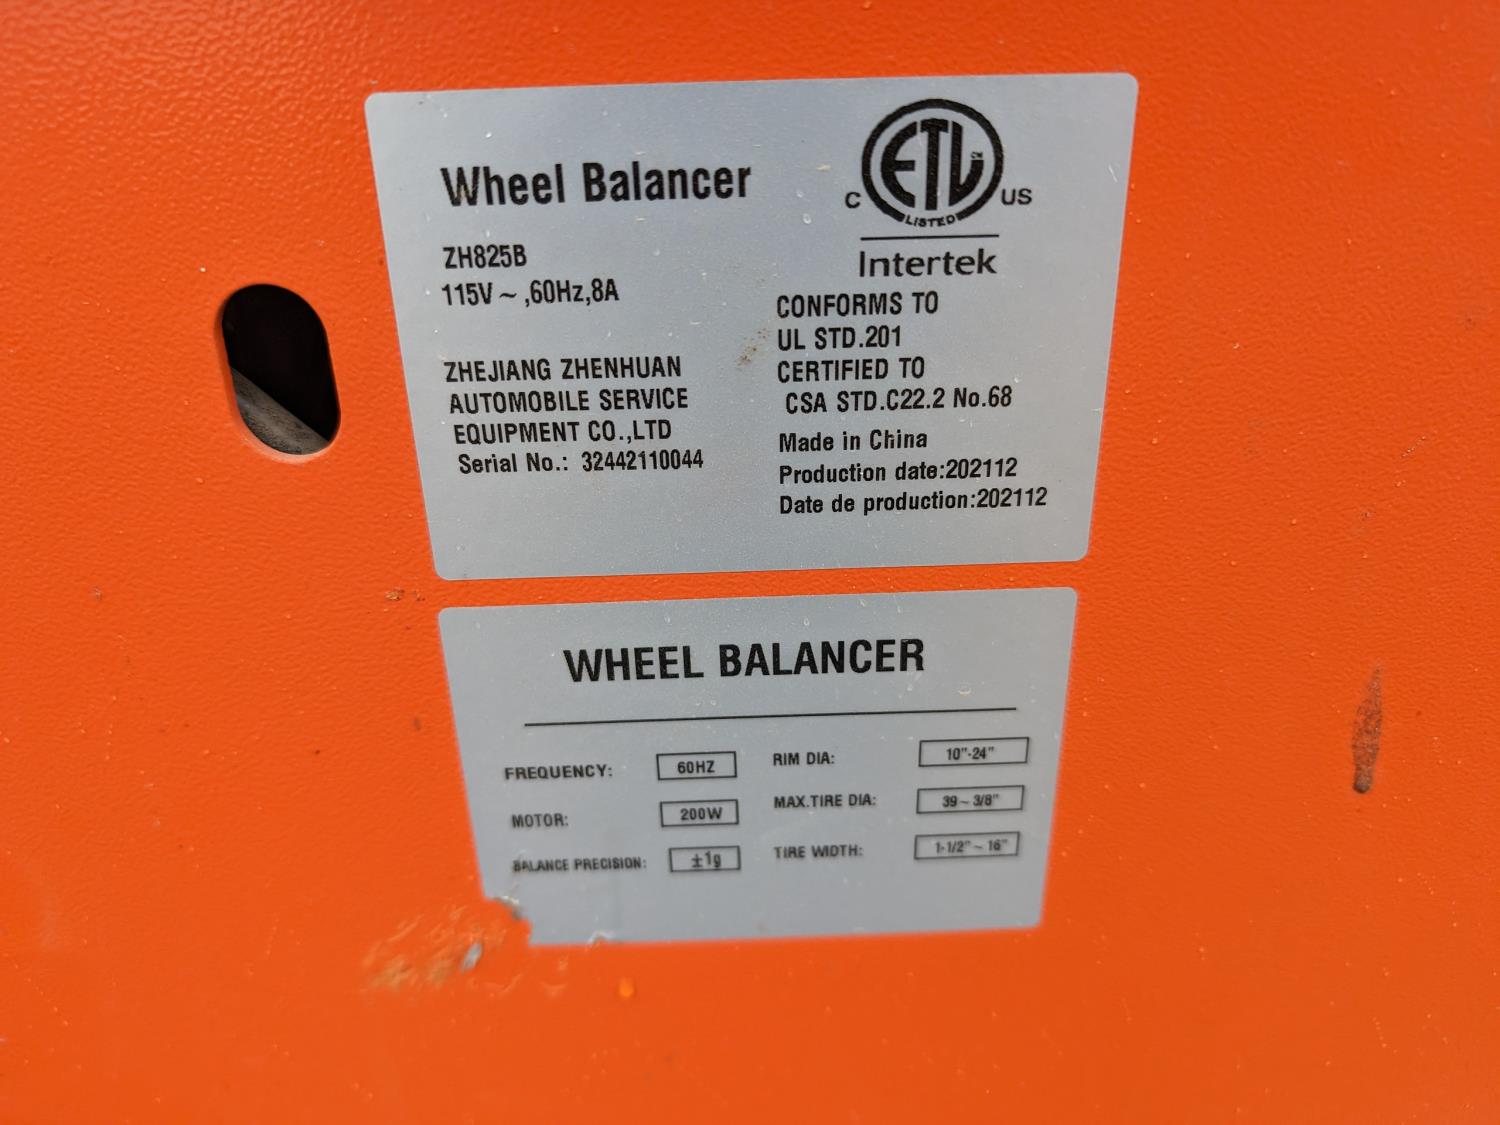 Wheel Balancer
ZH825B
115V ~ ,60Hz,8A
ZHEJIANG ZHENHUAN
AUTOMOBILE SERVICE
EQUIPMENT CO.,LTD
Serial No.: 32442110044
ETL
C US
LISTED
Intertek
CONFORMS TO
UL STD.201
CERTIFIED TO
CSA STD.C22.2 No.68
Made in China
Production date:202112
Date de production:202112
WHEEL BALANCER
FREQUENCY: 60HZ
MOTOR: 200W
BALANCE PRECISION: ±1g
RIM DIA: 10"-24"
MAX.TIRE DIA: 39~3/8"
TIRE WIDTH: 1-1/2"~16"